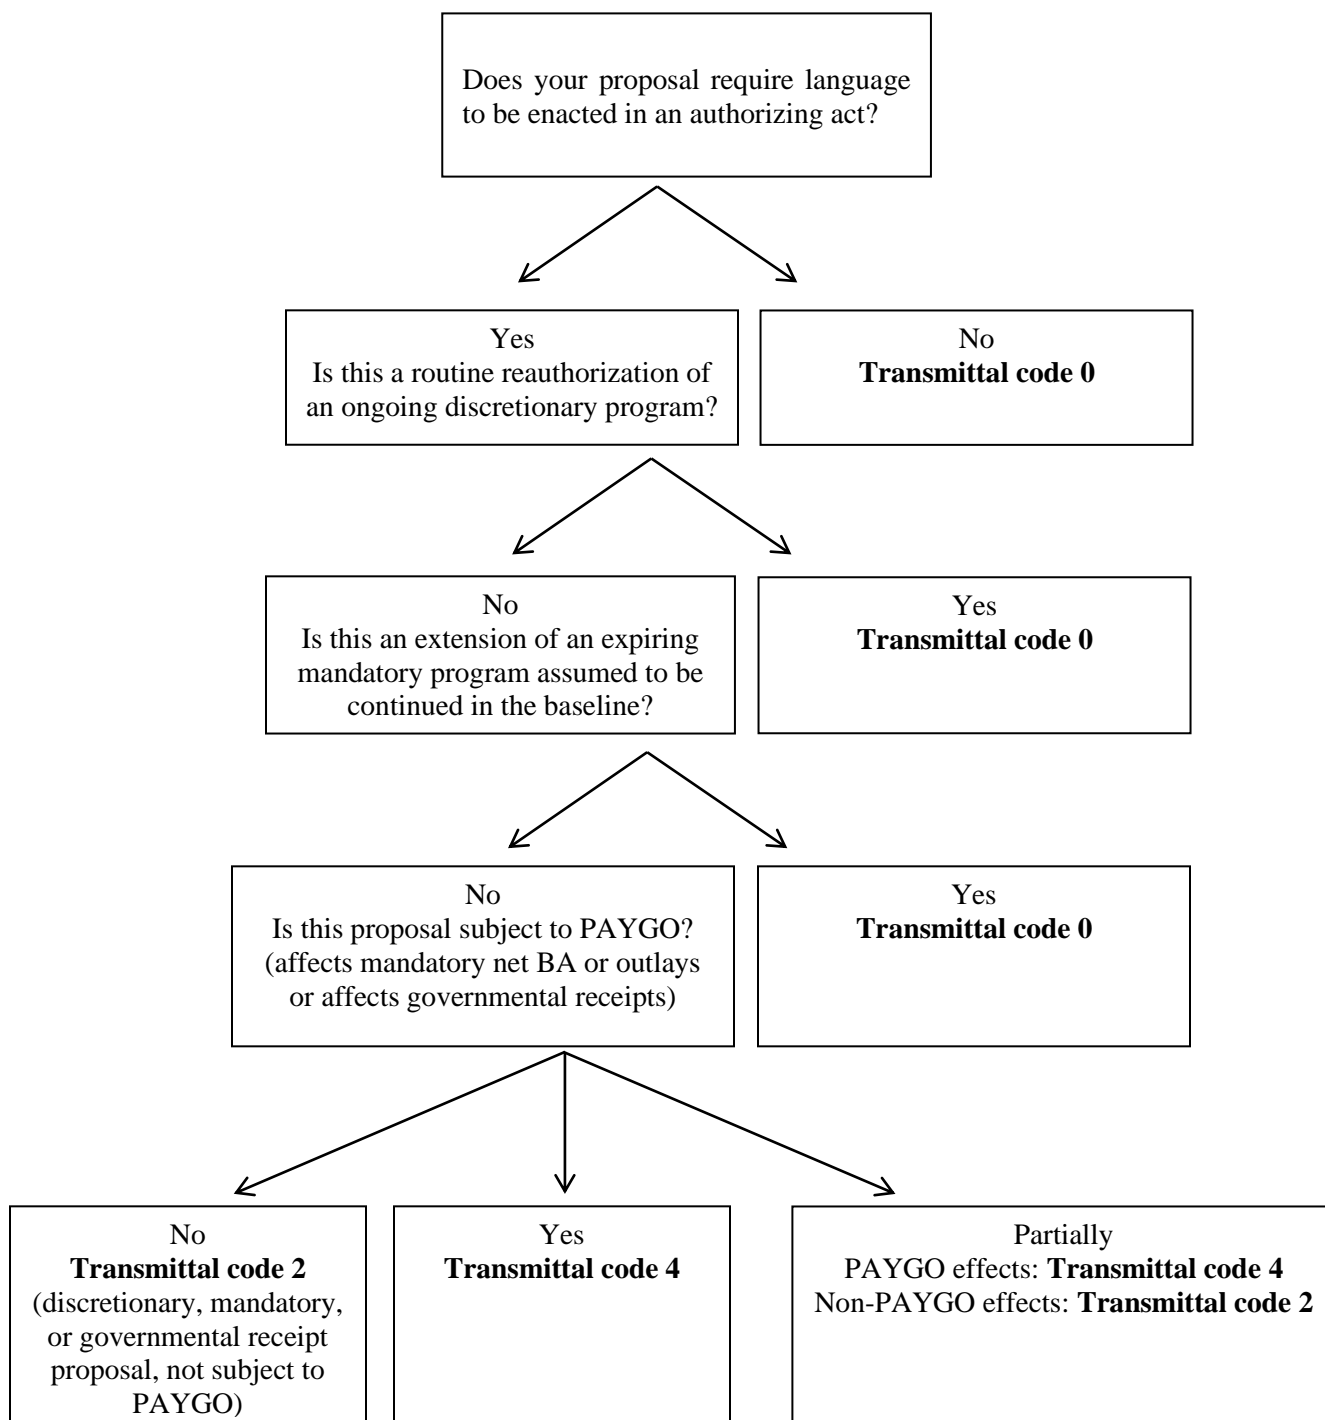 Does your proposal require language
to be enacted in an authorizing act?
Yes
Is this a routine reauthorization of
an ongoing discretionary program?
No
Transmittal code 0
No
Is this an extension of an expiring
mandatory program assumed to be
continued in the baseline?
Yes
Transmittal code 0
No
Is this proposal subject to PAYGO?
(affects mandatory net BA or outlays
or affects governmental receipts)
Yes
Transmittal code 0
No
Transmittal code 2
(discretionary, mandatory,
or governmental receipt
proposal, not subject to
PAYGO)
Yes
Transmittal code 4
Partially
PAYGO effects: Transmittal code 4
Non-PAYGO effects: Transmittal code 2